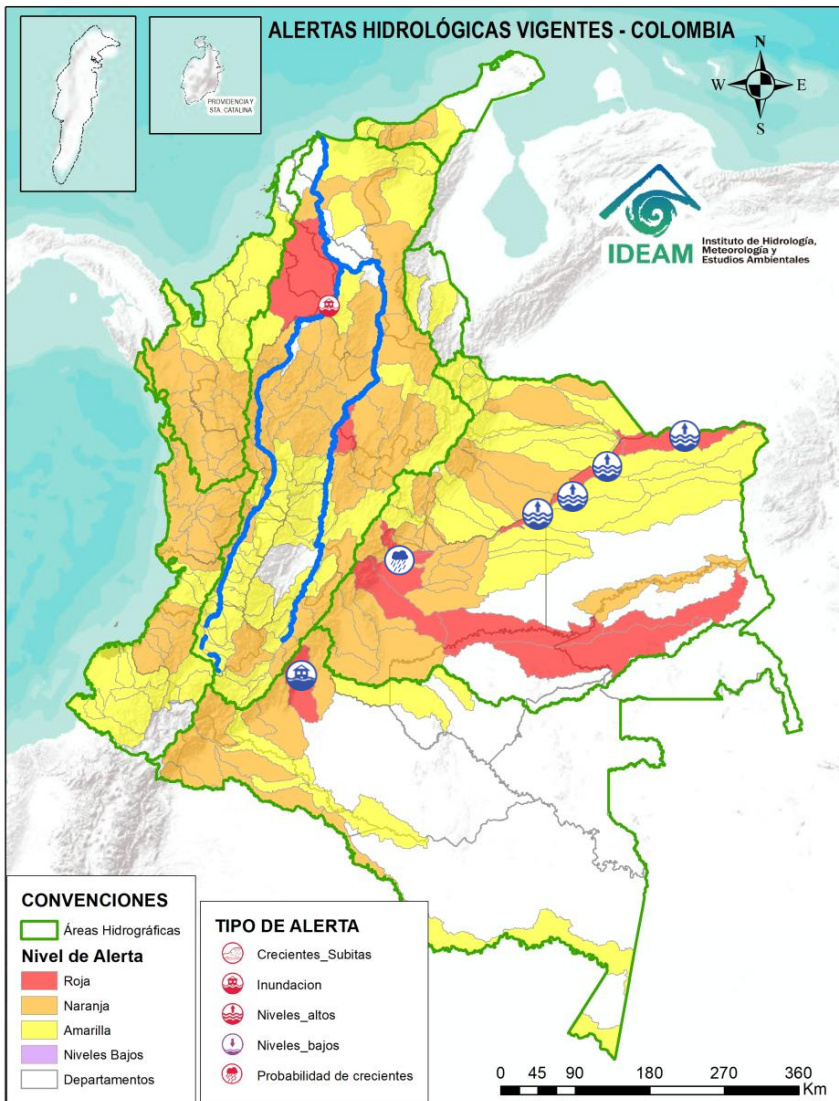 ALERTAS HIDROLÓGICAS VIGENTES - COLOMBIA
PROVIDENCIA Y
STA. CATALINA
N
W E
S
IDEAM
Instituto de Hidrología,
Meteorología y
Estudios Ambientales
CONVENCIONES
Áreas Hidrográficas
Nivel de Alerta
Roja
Naranja
Amarilla
Niveles Bajos
Departamentos
TIPO DE ALERTA
Crecientes_Subitas
Inundacion
Niveles_altos
Niveles_bajos
Probabilidad de crecientes
0 45 90 180 270 360
Km